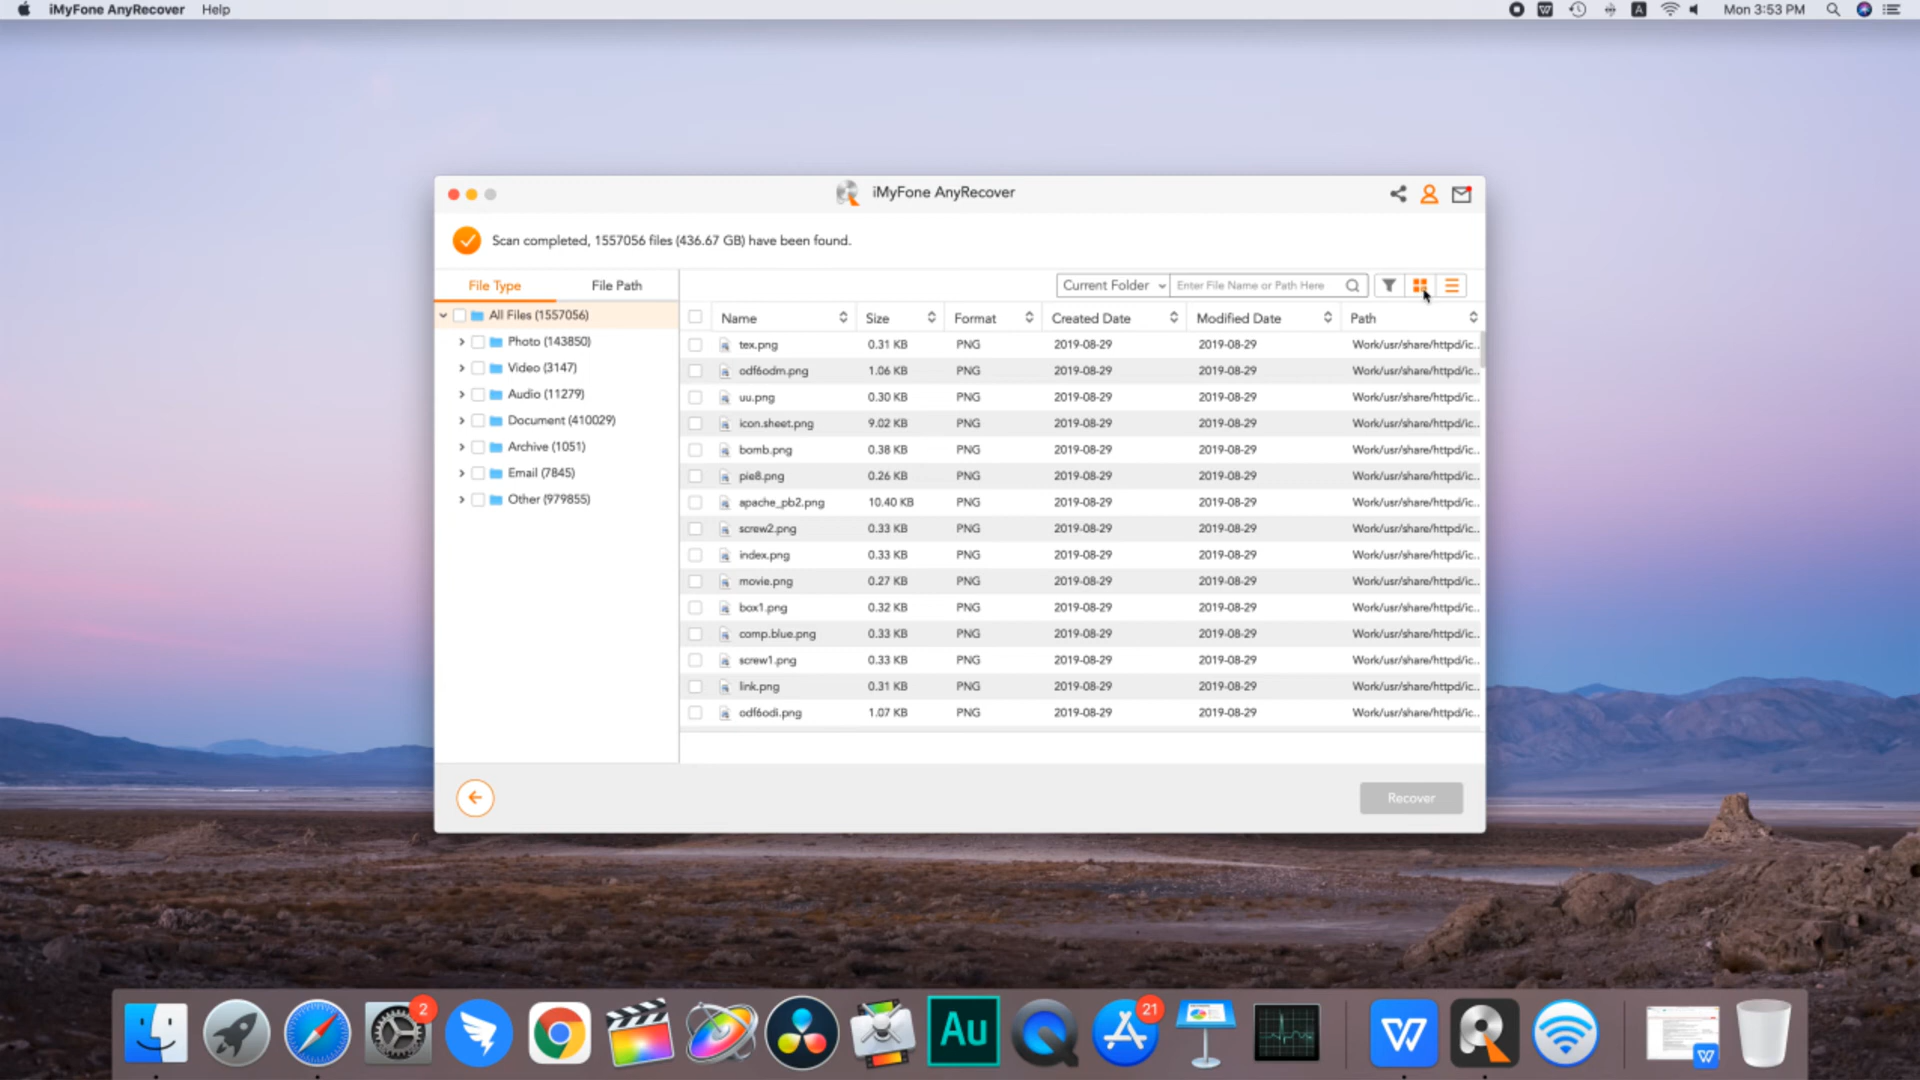 iMyFone AnyRecover Help A Mon 3:53 PM
iMyFone AnyRecover
Scan completed, 1557056 files (436.67 GB) have been found.
File Type File Path Current Folder Enter File Name or Path Here
All Files (1557056)
Photo (143850)
Video (3147)
Audio (11279)
Document (410029)
Archive (1051)
Email (7845)
Other (979855)
Name Size Format Created Date Modified Date Path
tex.png 0.31 KB PNG 2019-08-29 2019-08-29 Work/usr/share/httpd/ic..
odf6odm.png 1.06 KB PNG 2019-08-29 2019-08-29 Work/usr/share/httpd/ic..
uu.png 0.30 KB PNG 2019-08-29 2019-08-29 Work/usr/share/httpd/ic..
icon.sheet.png 9.02 KB PNG 2019-08-29 2019-08-29 Work/usr/share/httpd/ic..
bomb.png 0.38 KB PNG 2019-08-29 2019-08-29 Work/usr/share/httpd/ic..
pie8.png 0.26 KB PNG 2019-08-29 2019-08-29 Work/usr/share/httpd/ic..
apache_pb2.png 10.40 KB PNG 2019-08-29 2019-08-29 Work/usr/share/httpd/ic..
screw2.png 0.33 KB PNG 2019-08-29 2019-08-29 Work/usr/share/httpd/ic..
index.png 0.33 KB PNG 2019-08-29 2019-08-29 Work/usr/share/httpd/ic..
movie.png 0.27 KB PNG 2019-08-29 2019-08-29 Work/usr/share/httpd/ic..
box1.png 0.32 KB PNG 2019-08-29 2019-08-29 Work/usr/share/httpd/ic..
comp.blue.png 0.33 KB PNG 2019-08-29 2019-08-29 Work/usr/share/httpd/ic..
screw1.png 0.33 KB PNG 2019-08-29 2019-08-29 Work/usr/share/httpd/ic..
link.png 0.31 KB PNG 2019-08-29 2019-08-29 Work/usr/share/httpd/ic..
odf6odi.png 1.07 KB PNG 2019-08-29 2019-08-29 Work/usr/share/httpd/ic..
Recover
2 Au 21 W W